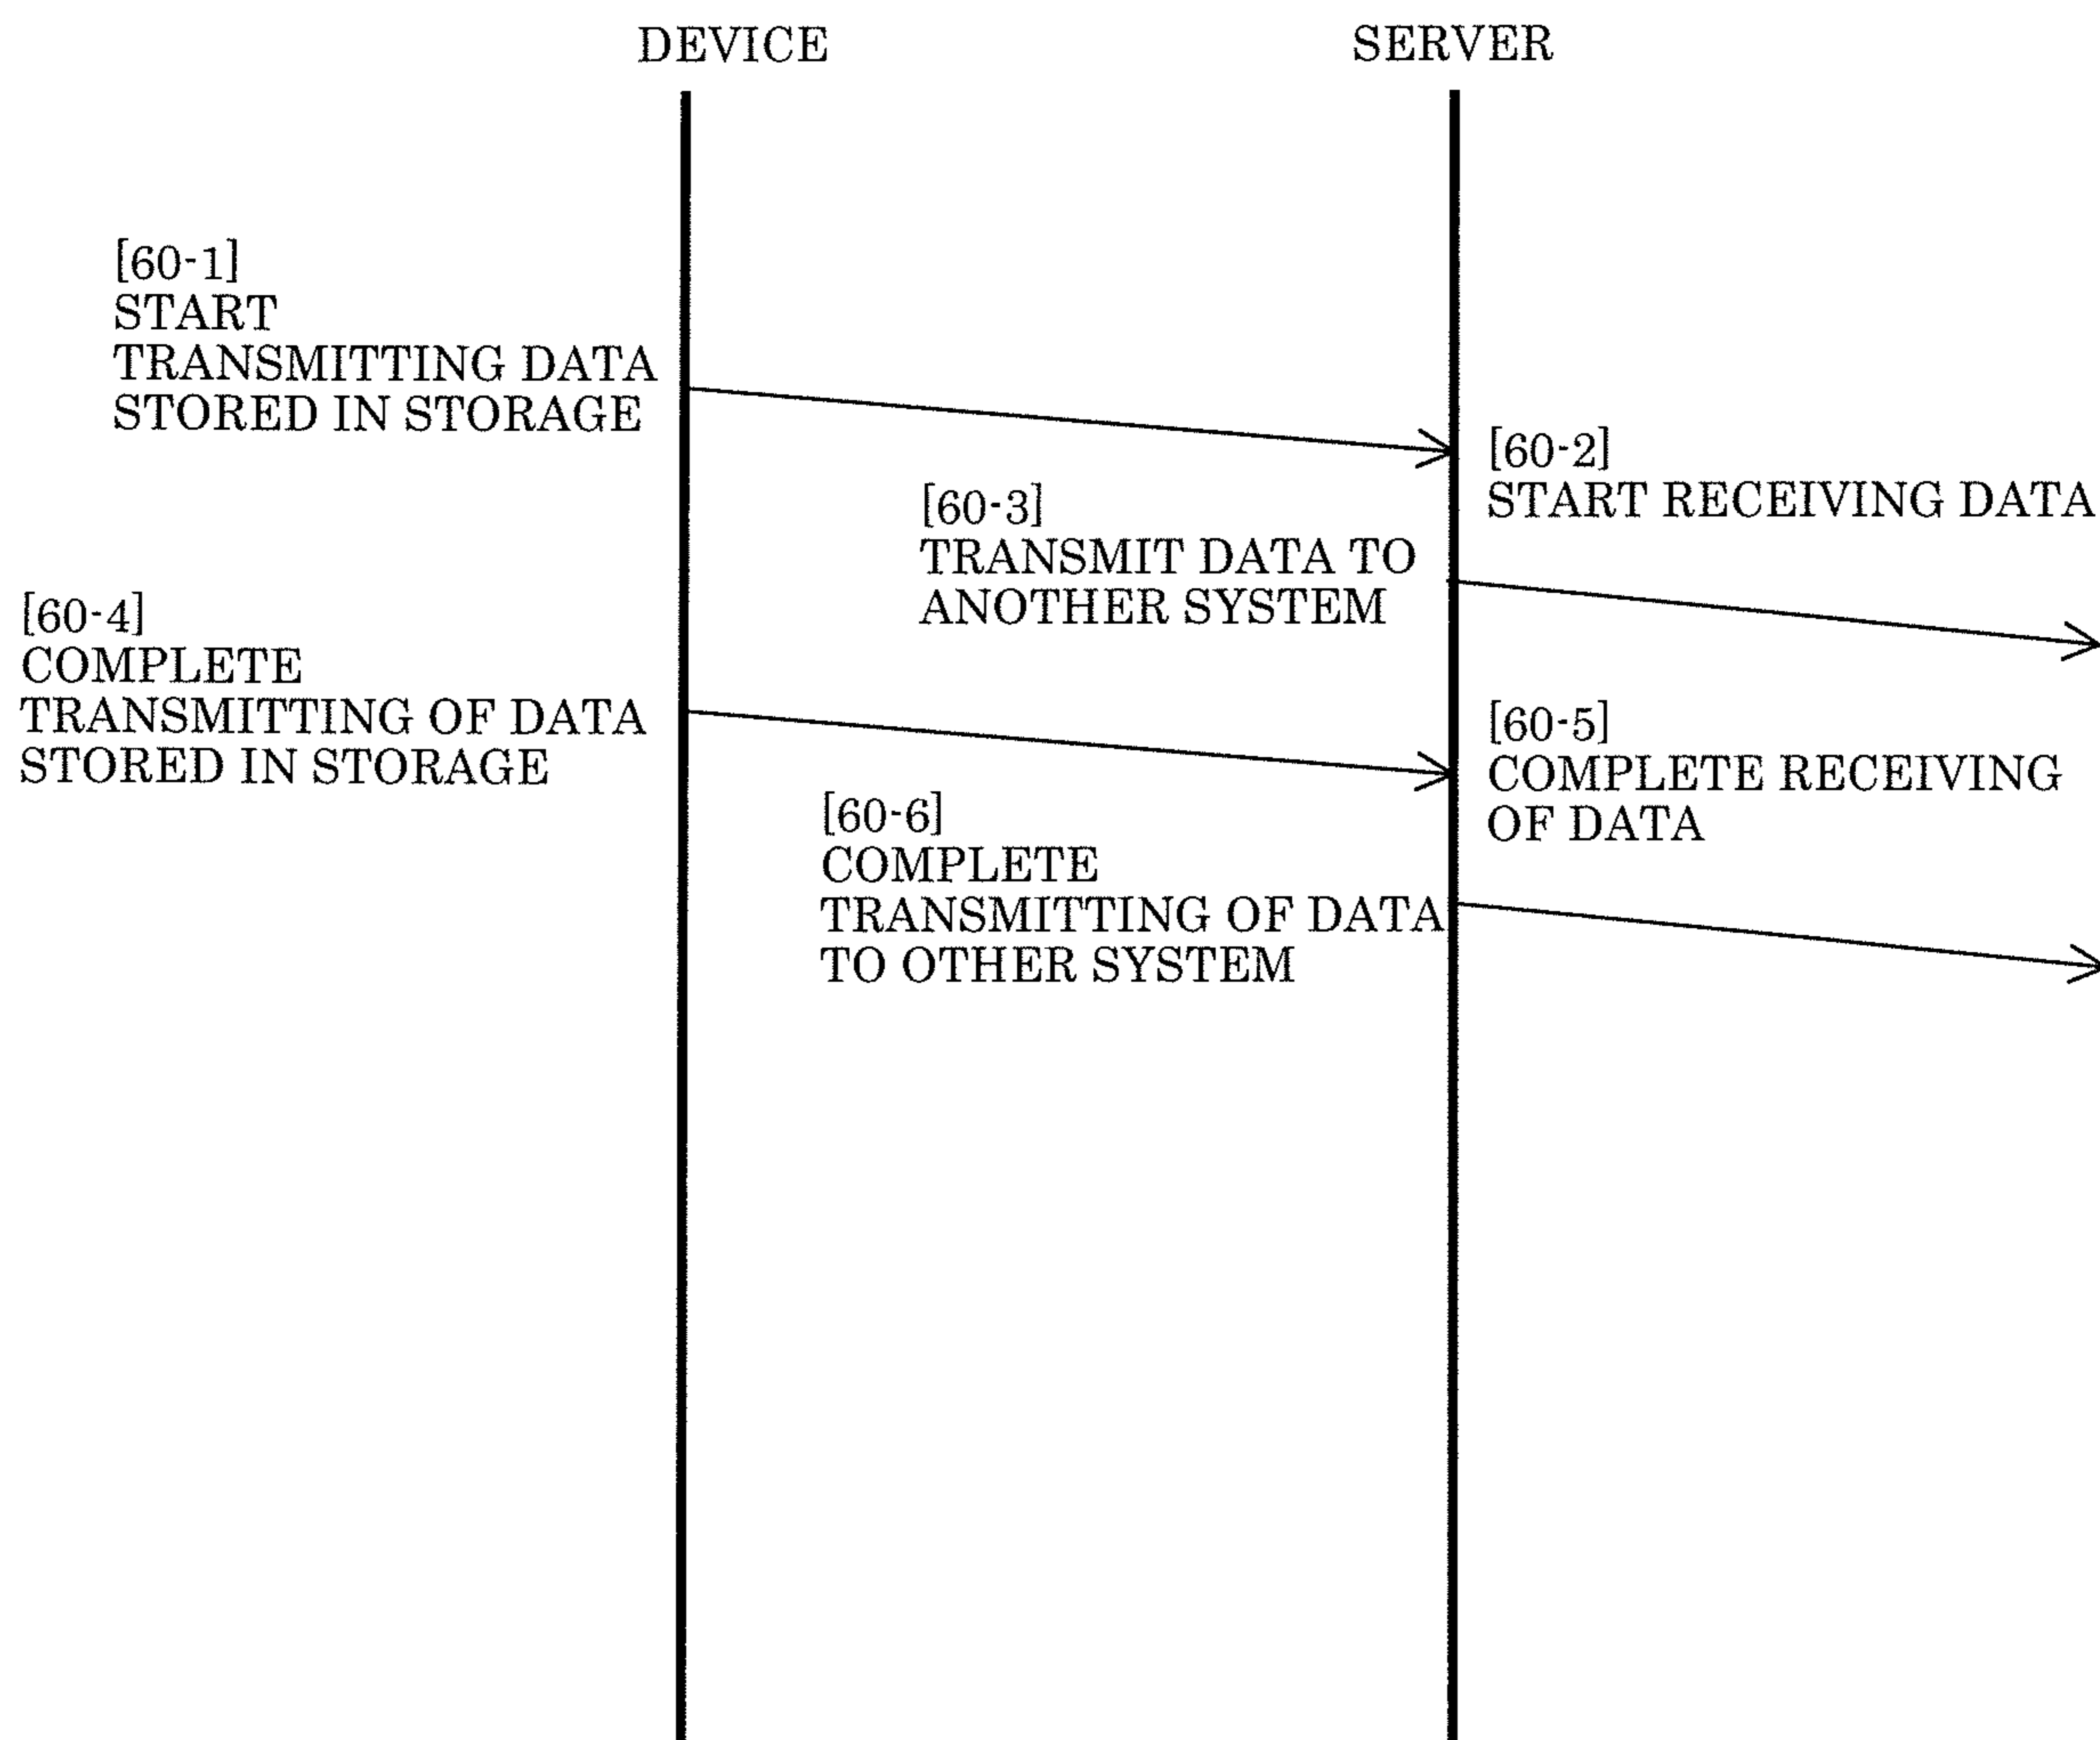 DEVICE
SERVER
[60-1]
START
TRANSMITTING DATA
STORED IN STORAGE
[60-2]
START RECEIVING DATA
[60-3]
TRANSMIT DATA TO
ANOTHER SYSTEM
[60-4]
COMPLETE
TRANSMITTING OF DATA
STORED IN STORAGE
[60-5]
COMPLETE RECEIVING
OF DATA
[60-6]
COMPLETE
TRANSMITTING OF DATA
TO OTHER SYSTEM